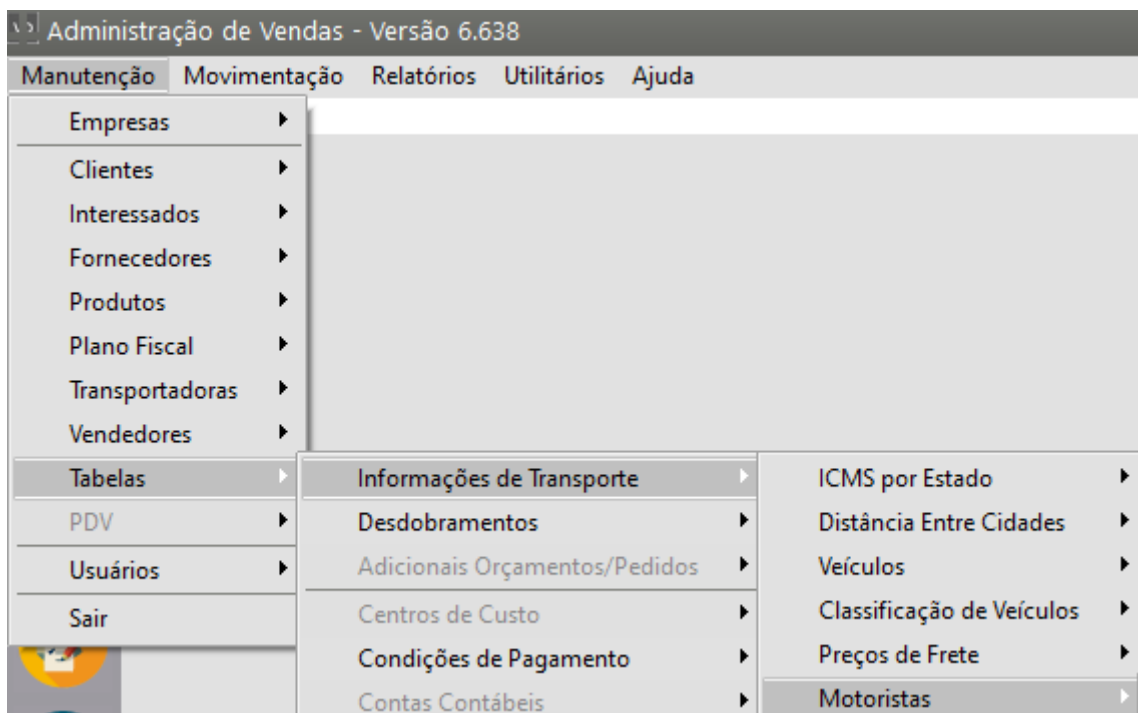 Administração de Vendas - Versão 6.638
Manutenção Movimentação Relatórios Utilitários Ajuda
Empresas
Clientes
Interessados
Fornecedores
Produtos
Plano Fiscal
Transportadoras
Vendedores
Tabelas
PDV
Usuários
Sair
Informações de Transporte
Desdobramentos
Adicionais Orçamentos/Pedidos
Centros de Custo
Condições de Pagamento
Contas Contábeis
ICMS por Estado
Distância Entre Cidades
Veículos
Classificação de Veículos
Preços de Frete
Motoristas